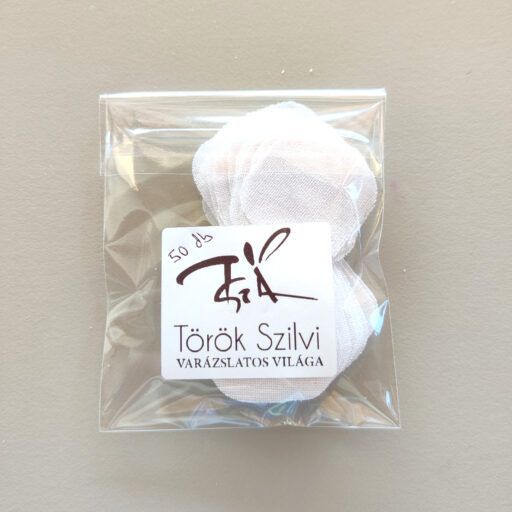 50 db
Török Szilvi
VARÁZSLATOS VILÁGA